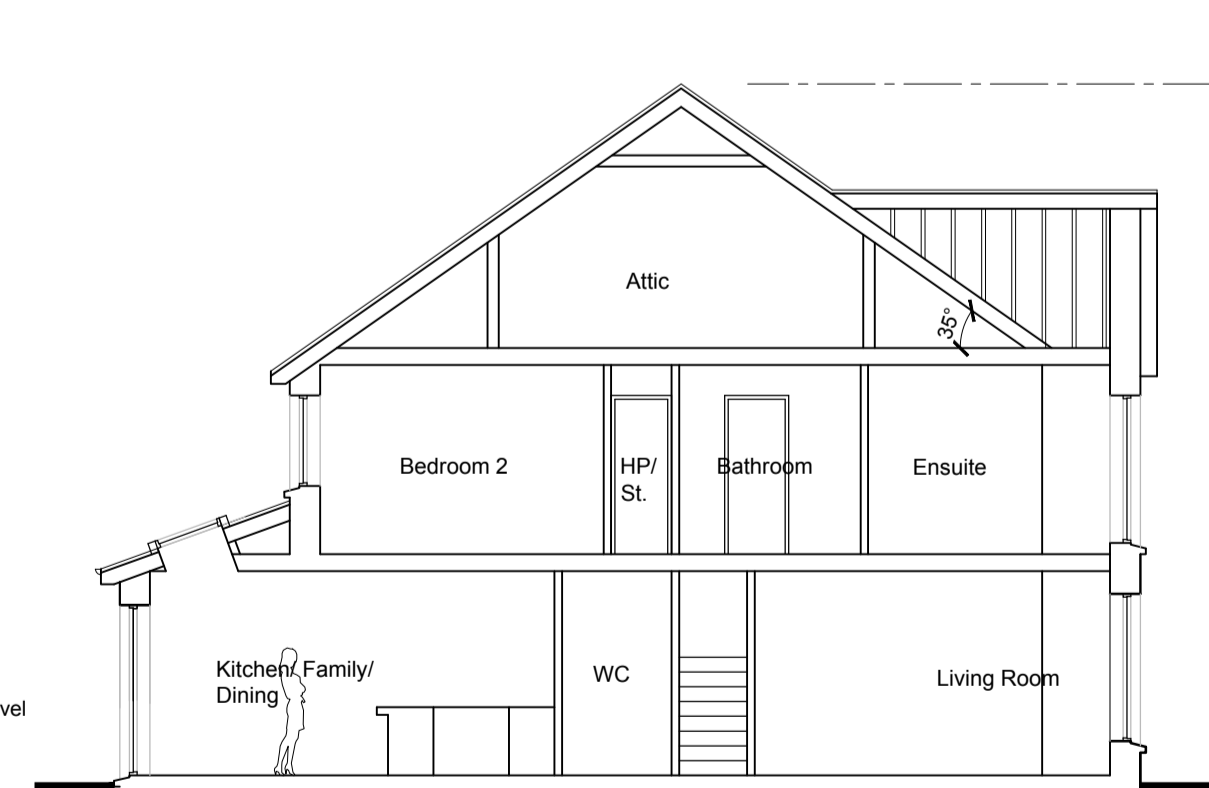 Attic
35°
Bedroom 2
HP/
St.
Bathroom
Ensuite
Kitchen/ Family/
Dining
WC
Living Room
vel